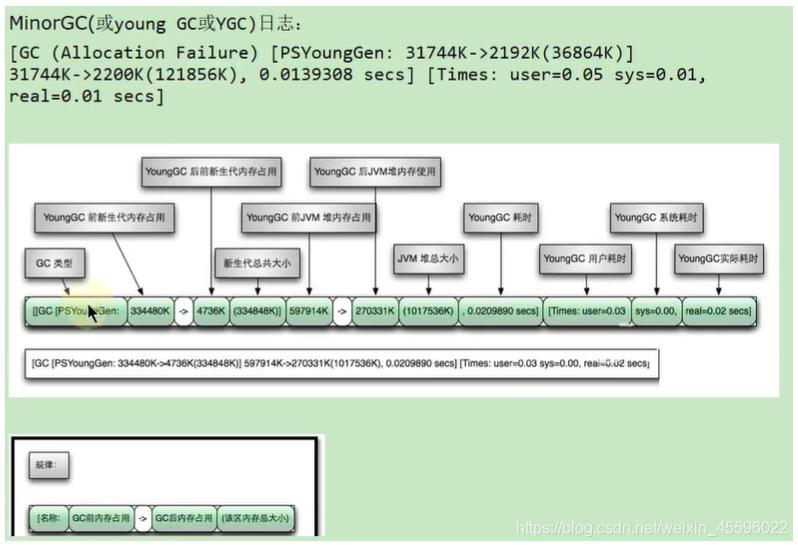 MinorGC(或young GC或YGC)日志：
[GC (Allocation Failure) [PSYoungGen: 31744K->2192K(36864K)]
31744K->2200K(121856K), 0.0139308 secs] [Times: user=0.05 sys=0.01,
real=0.01 secs]
YoungGC 后前新生代内存占用
YoungGC 后JVM堆内存使用
YoungGC 前新生代内存占用
YoungGC 前JVM 堆内存占用
YoungGC 耗时
YoungGC 系统耗时
GC 类型
新生代总共大小
JVM 堆总大小
YoungGC 用户耗时
YoungGC实际耗时
[[GC [PSYoungGen: 334480K -> 4736K (334848K)] 597914K -> 270331K (1017536K) , 0.0209890 secs] [Times: user=0.03 sys=0.00, real=0.02 secs]
[GC [PSYoungGen: 334480K->4736K(334848K)] 597914K->270331K(1017536K), 0.0209890 secs] [Times: user=0.03 sys=0.00, real=0.02 secs]
规律：
[名称: GC前内存占用 -> GC后内存占用 (该区内存总大小)
https://blog.csdn.net/weixin_45596022